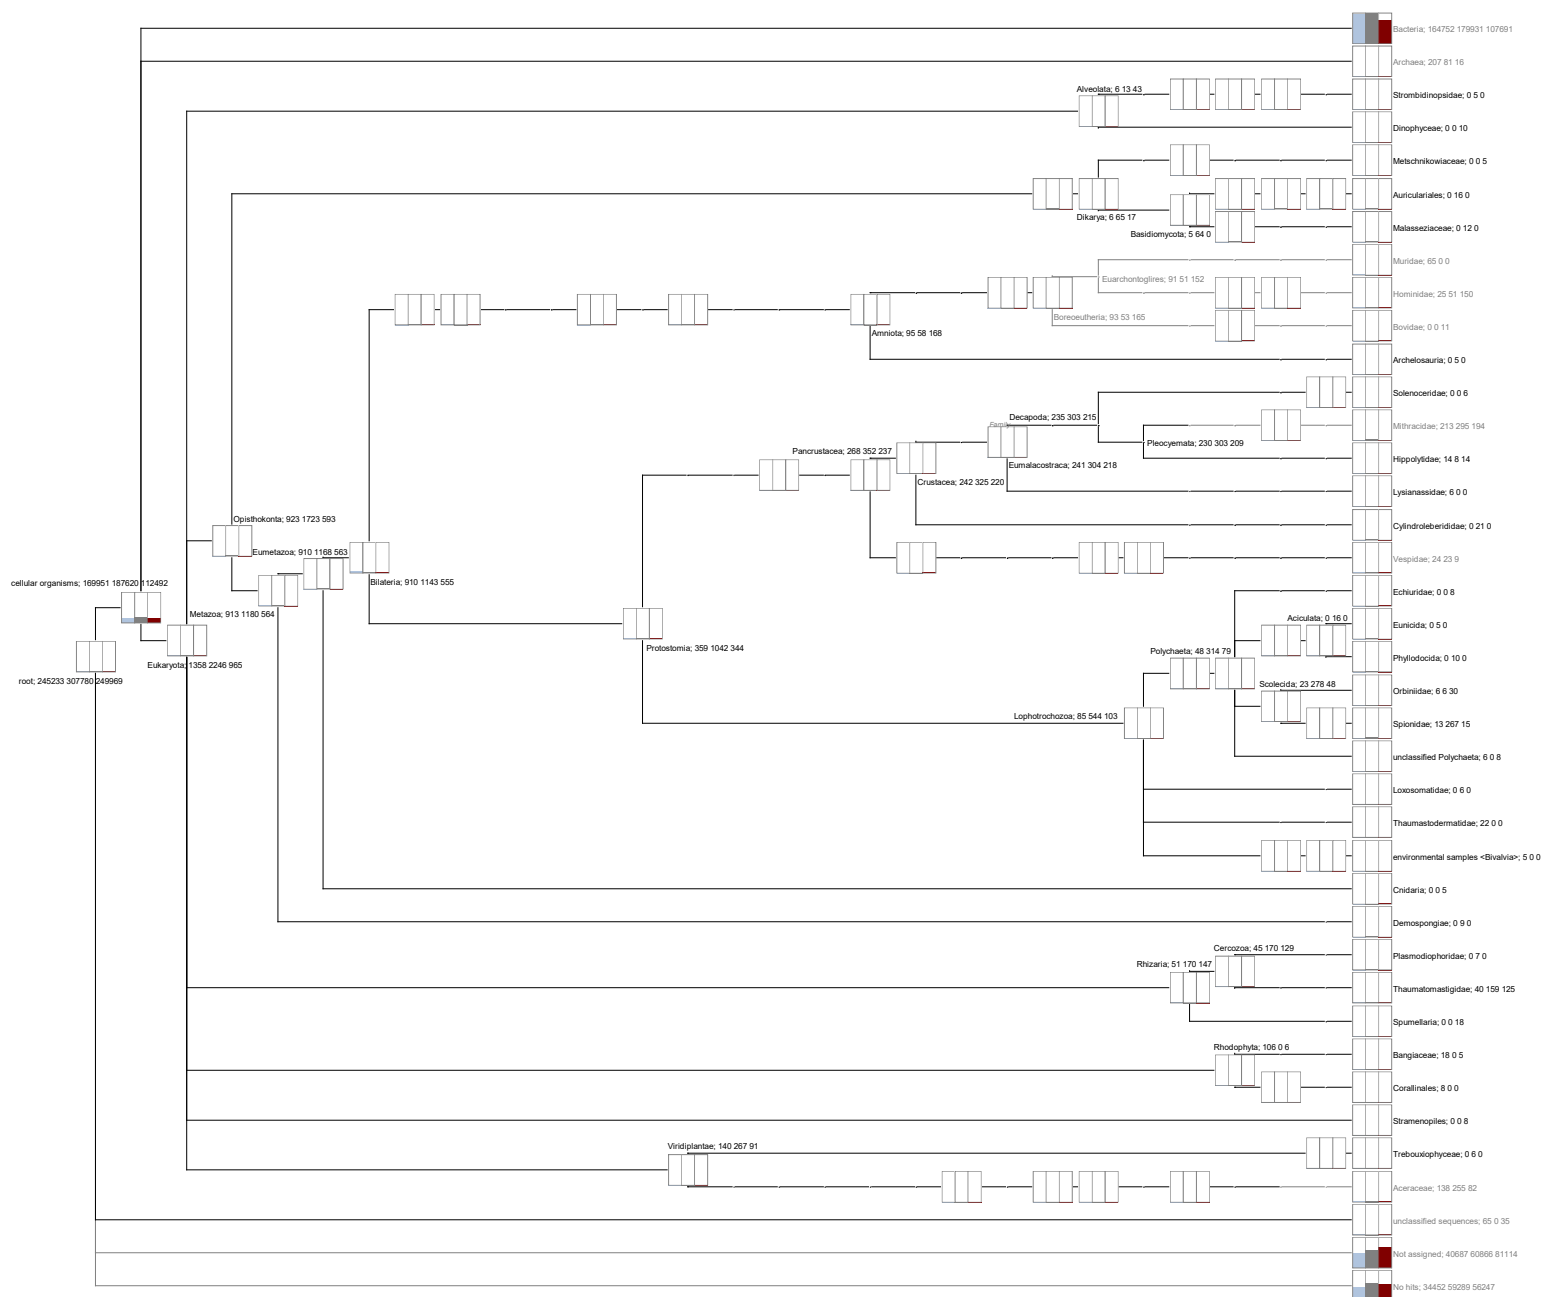 Bacteria; 164752 179931 107691
Archaea; 207 81 16
Alveolata; 6 13 43
Strombidinopsidae; 0 5 0
Dinophyceae; 0 0 10
Metschnikowiaceae; 0 0 5
Auriculariales; 0 16 0
Dikarya; 6 65 17
Basidiomycota; 5 64 0
Malasseziaceae; 0 12 0
Muridae; 65 0 0
Euarchontoglires; 91 51 152
Hominidae; 25 51 150
Boreoeutheria; 93 53 165
Bovidae; 0 0 11
Amniota; 95 58 168
Archelosauria; 0 5 0
Solenoceridae; 0 0 6
Decapoda; 235 303 215
Family
Mithracidae; 213 295 194
Pleocyemata; 230 303 209
Pancrustacea; 268 352 237
Hippolytidae; 14 8 14
Eumalacostraca; 241 304 218
Crustacea; 242 325 220
Lysianassidae; 6 0 0
Opisthokonta; 923 1723 593
Cylindroleberididae; 0 21 0
Eumetazoa; 910 1168 563
Vespidae; 24 23 9
cellular organisms; 169951 187620 112492
Bilateria; 910 1143 555
Echiuridae; 0 0 8
Metazoa; 913 1180 564
Aciculata; 0 16 0
Eunicida; 0 5 0
Protostomia; 359 1042 344
Polychaeta; 48 314 79
Phyllodocida; 0 10 0
Eukaryota; 1358 2246 965
root; 245233 307780 249969
Scolecida; 23 278 48
Orbiniidae; 6 6 30
Lophotrochozoa; 85 544 103
Spionidae; 13 267 15
unclassified Polychaeta; 6 0 8
Loxosomatidae; 0 6 0
Thaumastodermatidae; 22 0 0
environmental samples <Bivalvia>; 5 0 0
Cnidaria; 0 0 5
Demospongiae; 0 9 0
Cercozoa; 45 170 129
Plasmodiophoridae; 0 7 0
Rhizaria; 51 170 147
Thaumatomastigidae; 40 159 125
Spumellaria; 0 0 18
Rhodophyta; 106 0 6
Bangiaceae; 18 0 5
Corallinales; 8 0 0
Stramenopiles; 0 0 8
Viridiplantae; 140 267 91
Trebouxiophyceae; 0 6 0
Aceraceae; 138 255 82
unclassified sequences; 65 0 35
Not assigned; 40687 60866 81114
No hits; 34452 59289 56247